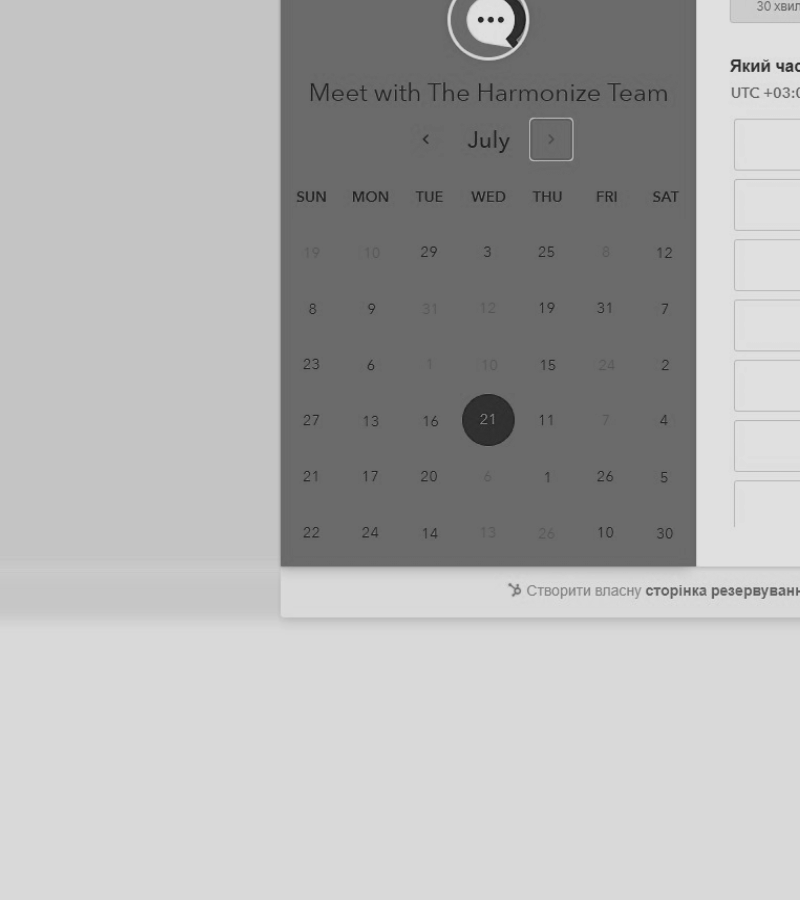 30 хвил
Який час
UTC +03:0
Meet with The Harmonize Team
July
SUN MON TUE WED THU FRI SAT
19 10 29 3 25 8 12
8 9 31 12 19 31 7
23 6 1 10 15 24 2
27 13 16 21 11 7 4
21 17 20 6 1 26 5
22 24 14 13 26 10 30
Створити власну сторінка резервуванн